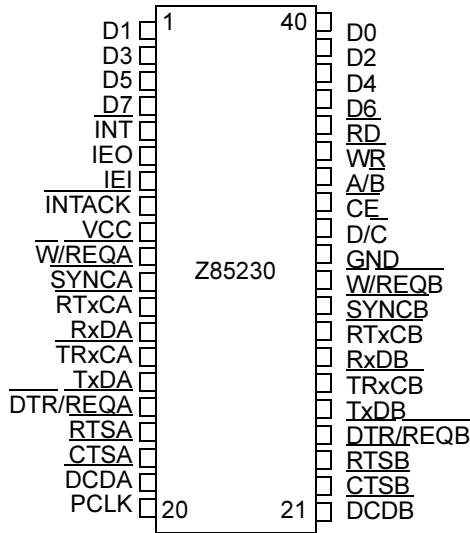 1
40
D1
D3
D5
D7
INT
IEO
IEI
INTACK
VCC
W/REQA
SYNCA
RTxCA
RxDA
TRxCA
TxDA
DTR/REQA
RTSA
CTSA
DCDA
PCLK
Z85230
D0
D2
D4
D6
RD
WR
A/B
CE
D/C
GND
W/REQB
SYNCB
RTxCB
RxDB
TRxCB
TxDB
DTR/REQB
RTSB
CTSB
DCDB
20
21